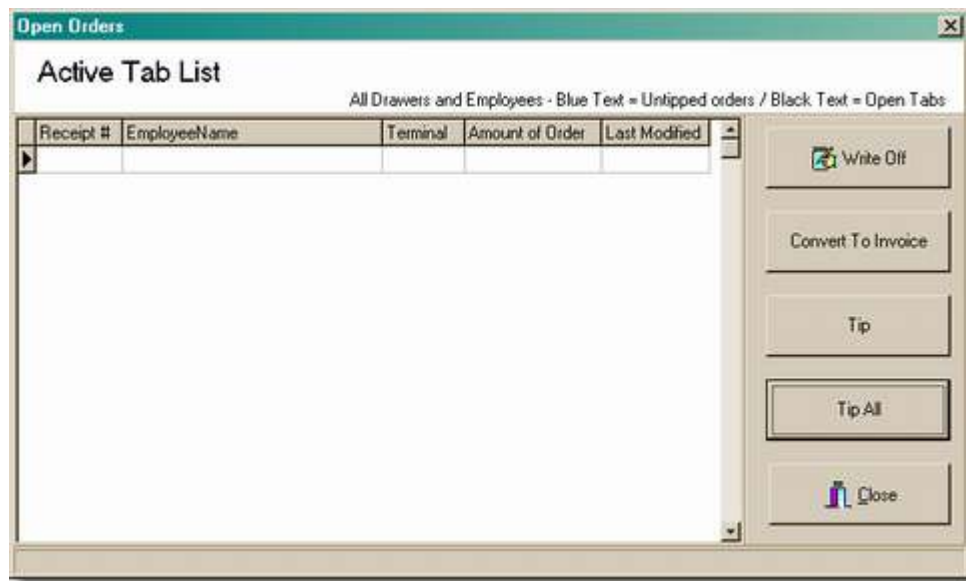 Open Orders
Active Tab List
All Drawers and Employees - Blue Text = Untipped orders / Black Text = Open Tabs
Receipt # EmployeeName Terminal Amount of Order Last Modified
Write Off
Convert To Invoice
Tip
Tip All
Close